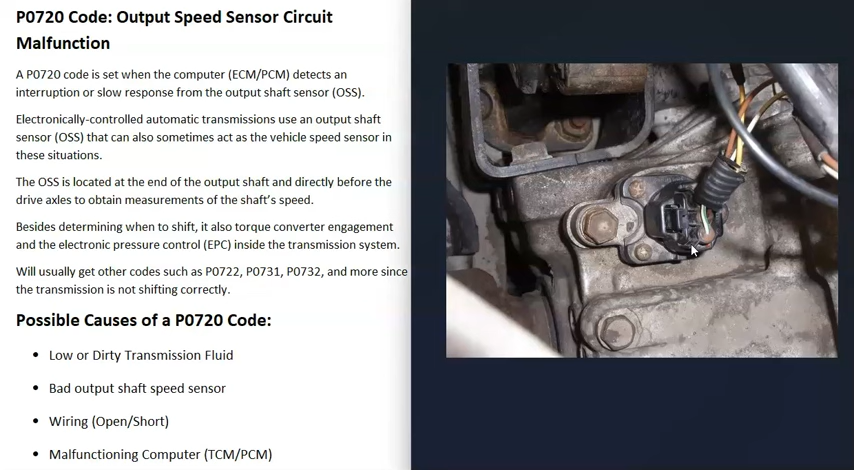 P0720 Code: Output Speed Sensor Circuit
Malfunction
A P0720 code is set when the computer (ECM/PCM) detects an
interruption or slow response from the output shaft sensor (OSS).
Electronically-controlled automatic transmissions use an output shaft
sensor (OSS) that can also sometimes act as the vehicle speed sensor in
these situations.
The OSS is located at the end of the output shaft and directly before the
drive axles to obtain measurements of the shaft's speed.
Besides determining when to shift, it also torque converter engagement
and the electronic pressure control (EPC) inside the transmission system.
Will usually get other codes such as P0722, P0731, P0732, and more since
the transmission is not shifting correctly.
Possible Causes of a P0720 Code:
• Low or Dirty Transmission Fluid
• Bad output shaft speed sensor
• Wiring (Open/Short)
• Malfunctioning Computer (TCM/PCM)